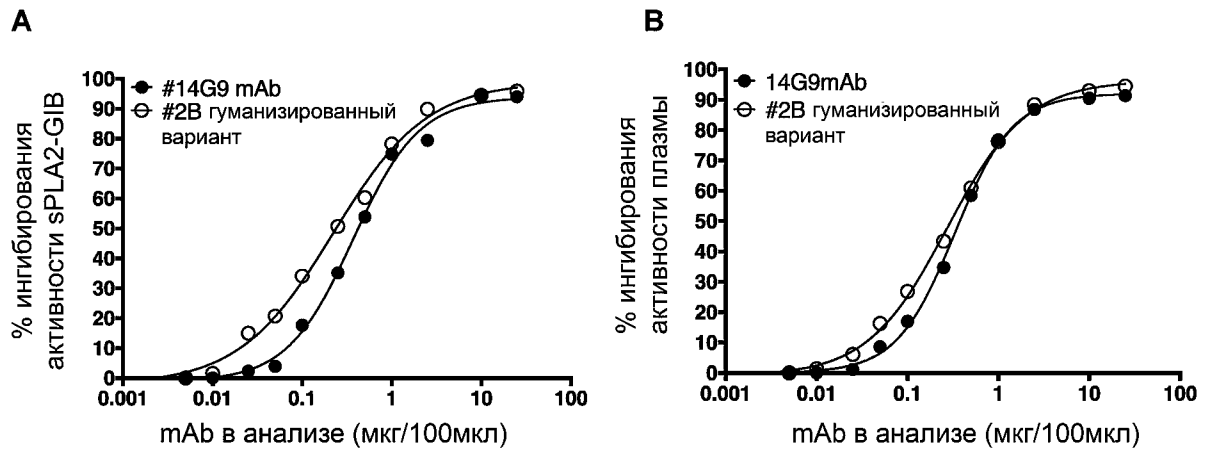 A
% ингибирования
активности sPLA2-GIB
100
90
80
70
60
50
40
30
20
10
0
#14G9 mAb
#2B гуманизированный
вариант
0.001
0.01
0.1
1
10
100
mAb в анализе (мкг/100мкл)
B
% ингибирования
активности плазмы
100
90
80
70
60
50
40
30
20
10
0
14G9mAb
#2B гуманизированный
вариант
0.001
0.01
0.1
1
10
100
mAb в анализе (мкг/100мкл)